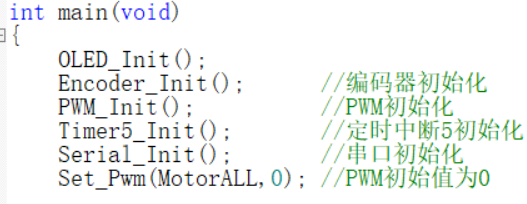 int main(void)
{
OLED_Init();
Encoder_Init(); //编码器初始化
PWM_Init(); //PWM初始化
Timer5_Init(); //定时中断5初始化
Serial_Init(); //串口初始化
Set_Pwm(MotorALL,0); //PWM初始值为0